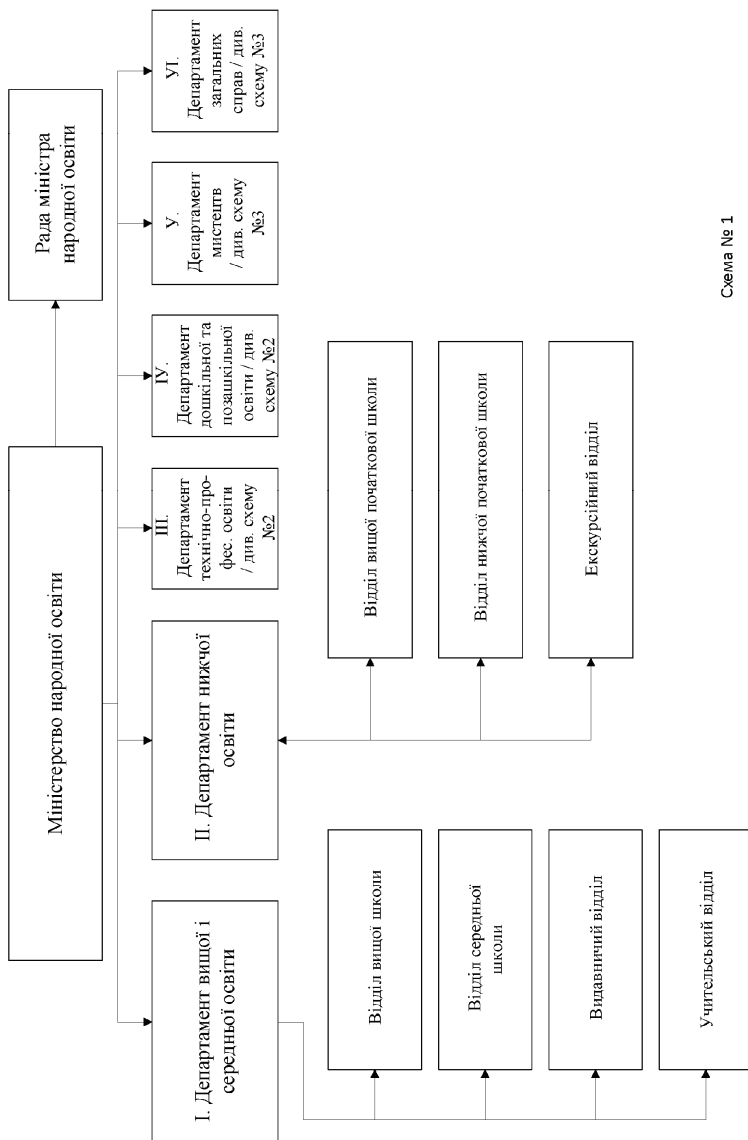 Міністерство народної освіти
Рада міністра
народної освіти
І. Департамент вищої і
середньої освіти
ІІ. Департамент нижчої
освіти
ІІІ.
Департамент
технічно-про-
фес. освіти
/ див. схему
№2
ІУ.
Департамент
дошкільної та
позашкільної
освіти / див.
схему №2
У.
Департамент
мистецтв
/ див. схему
№3
УІ.
Департамент
загальних
справ / див.
схему №3
Відділ вищої школи
Відділ середньої
школи
Видавничий відділ
Учительський відділ
Відділ вищої початкової школи
Відділ нижчої початкової школи
Екскурсійний відділ
Схема № 1